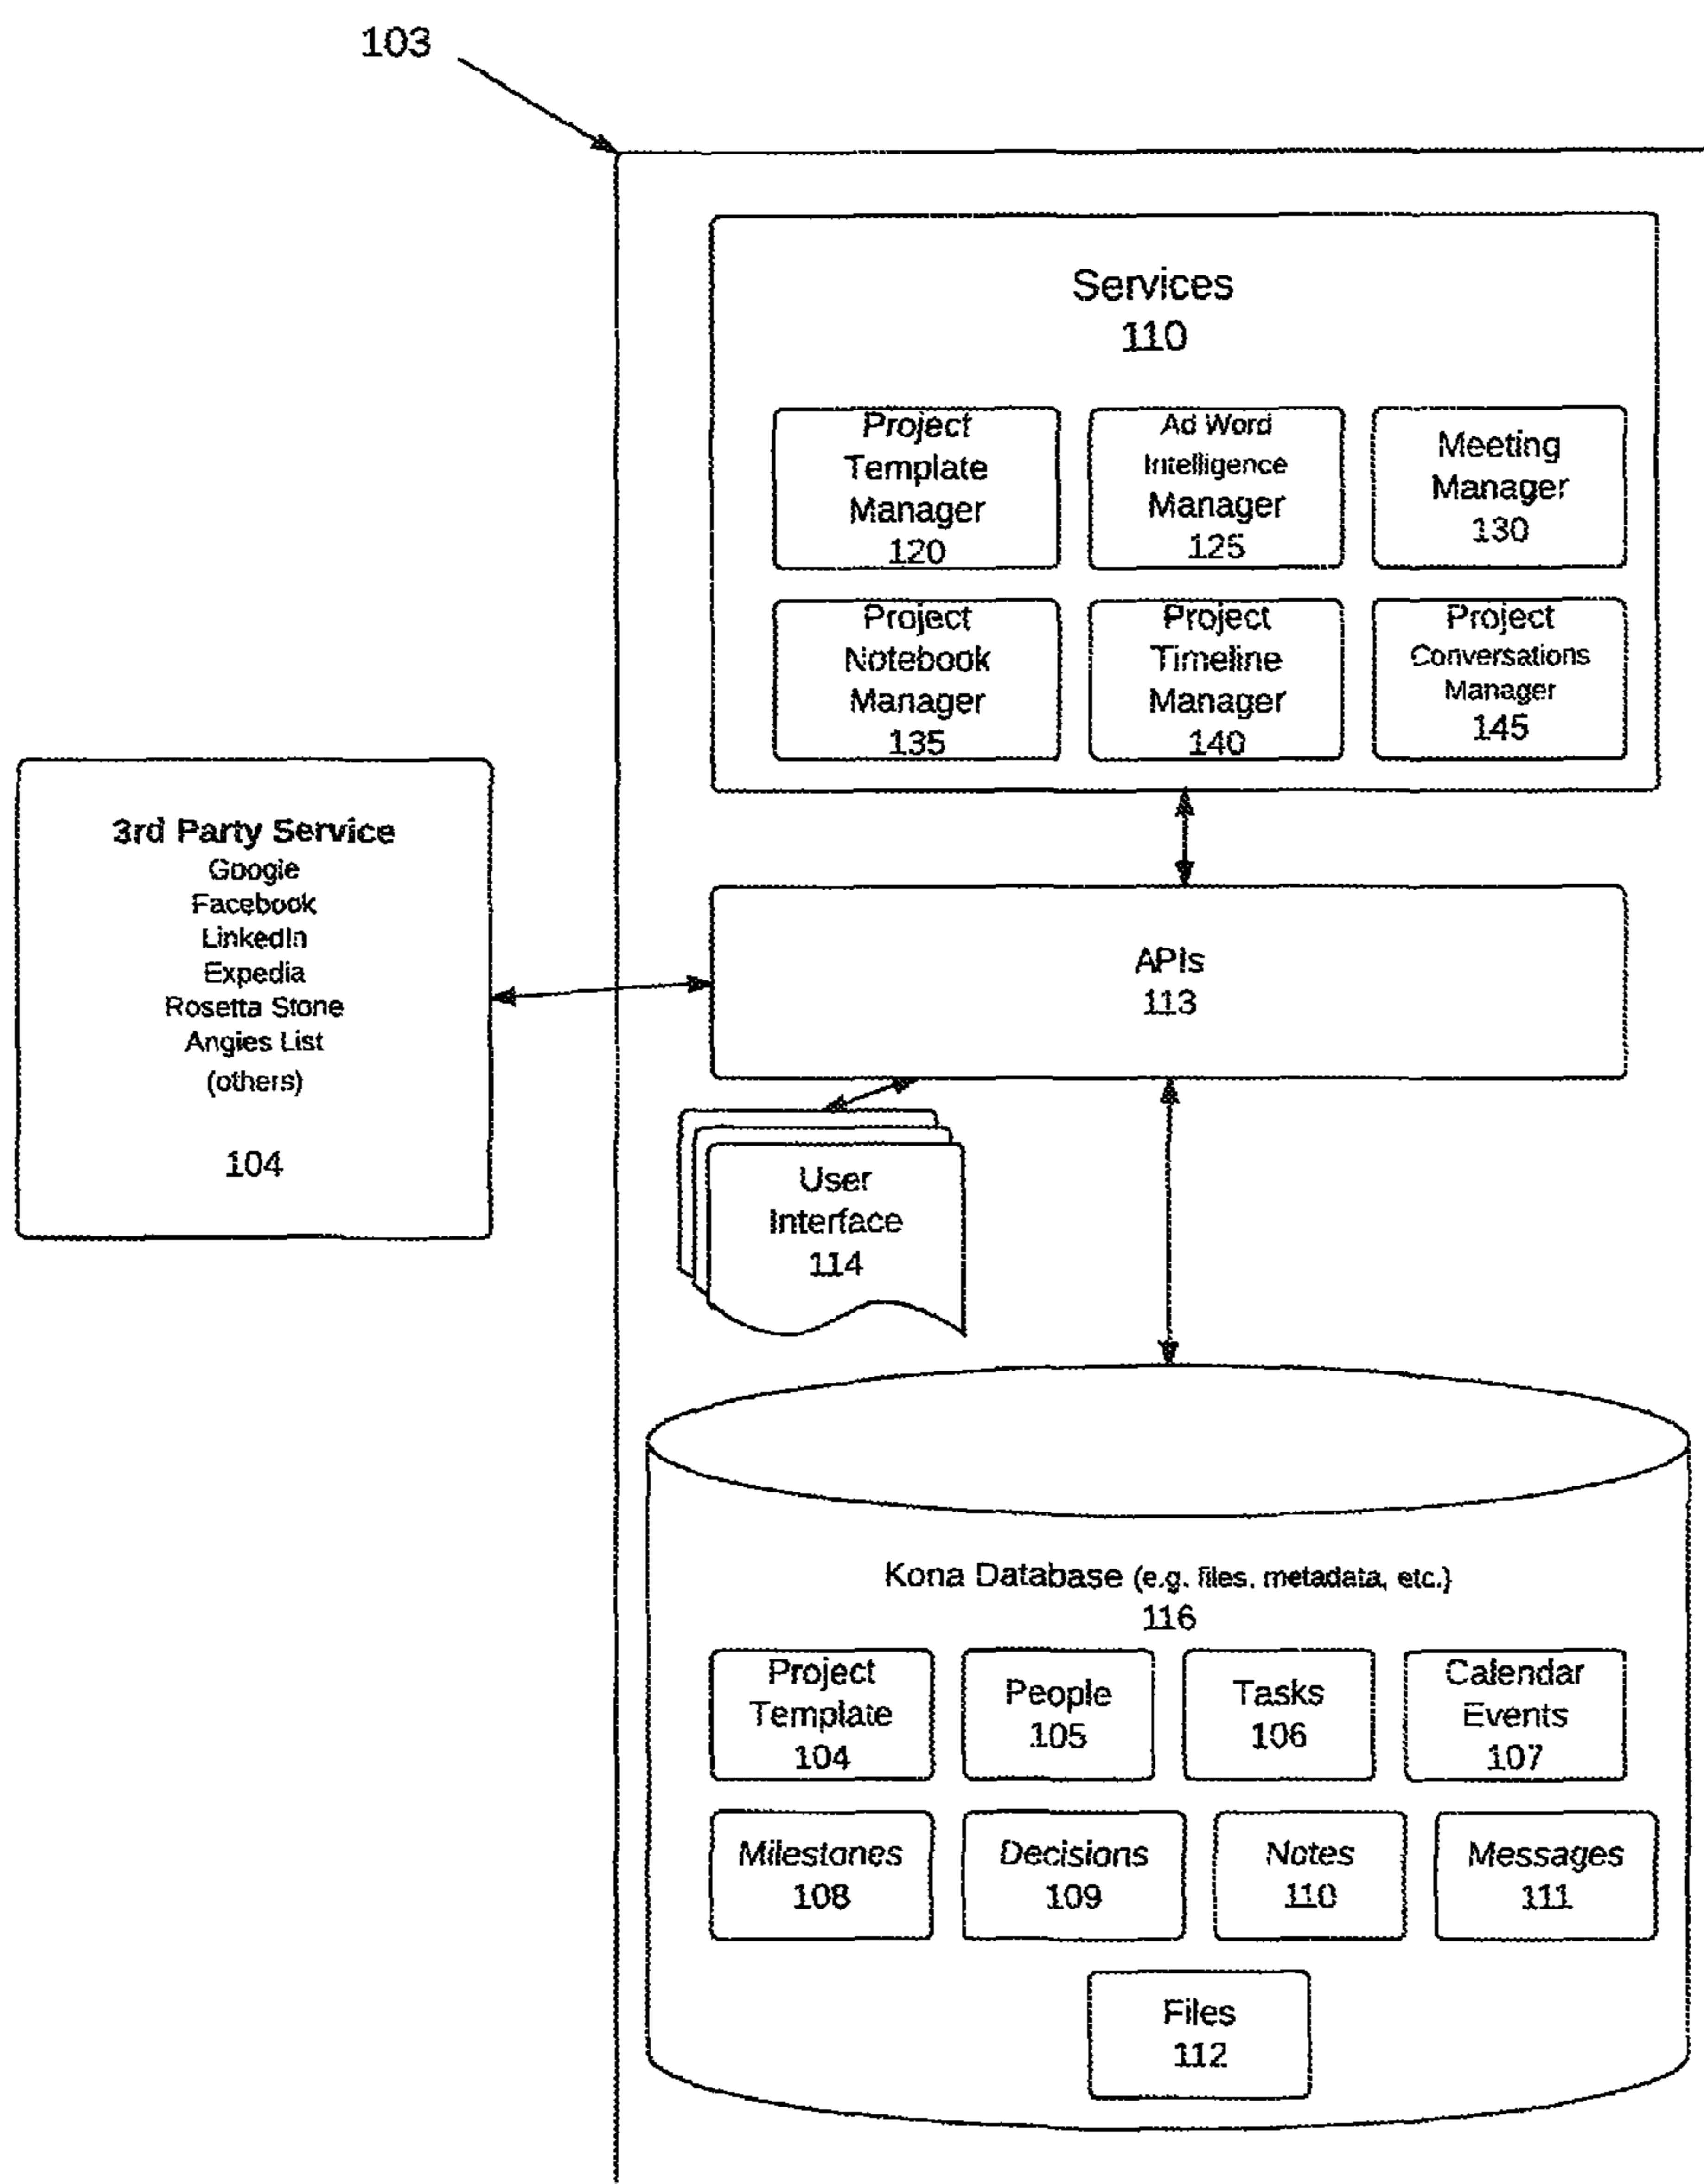 103
Services
110
Project
Template
Manager
120
Ad Word
Intelligence
Manager
125
Meeting
Manager
130
Project
Notebook
Manager
135
Project
Timeline
Manager
140
Project
Conversations
Manager
145
3rd Party Service
Google
Facebook
LinkedIn
Expedia
Rosetta Stone
Angies List
(others)
104
APIs
113
User
Interface
114
Kona Database (e.g. files, metadata, etc.)
116
Project
Template
104
People
105
Tasks
106
Calendar
Events
107
Milestones
108
Decisions
109
Notes
110
Messages
111
Files
112